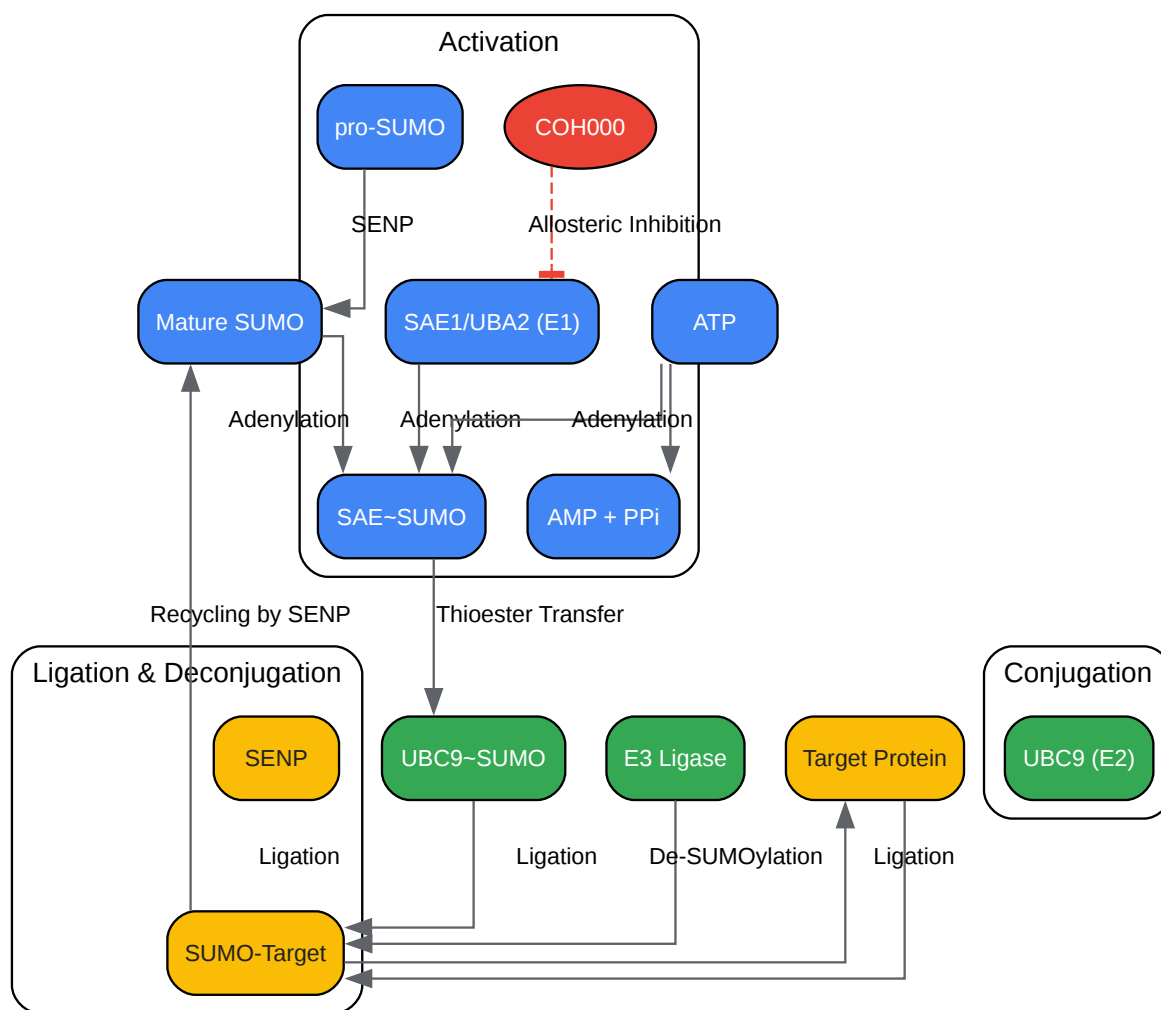 Activation
pro-SUMO
COH000
SENP
Allosteric Inhibition
Mature SUMO
SAE1/UBA2 (E1)
ATP
Adenylation
Adenylation
Adenylation
SAE~SUMO
AMP + PPi
Recycling by SENP
Thioester Transfer
Ligation & Deconjugation
Conjugation
SENP
UBC9~SUMO
E3 Ligase
Target Protein
UBC9 (E2)
Ligation
Ligation
De-SUMOylation
Ligation
SUMO-Target